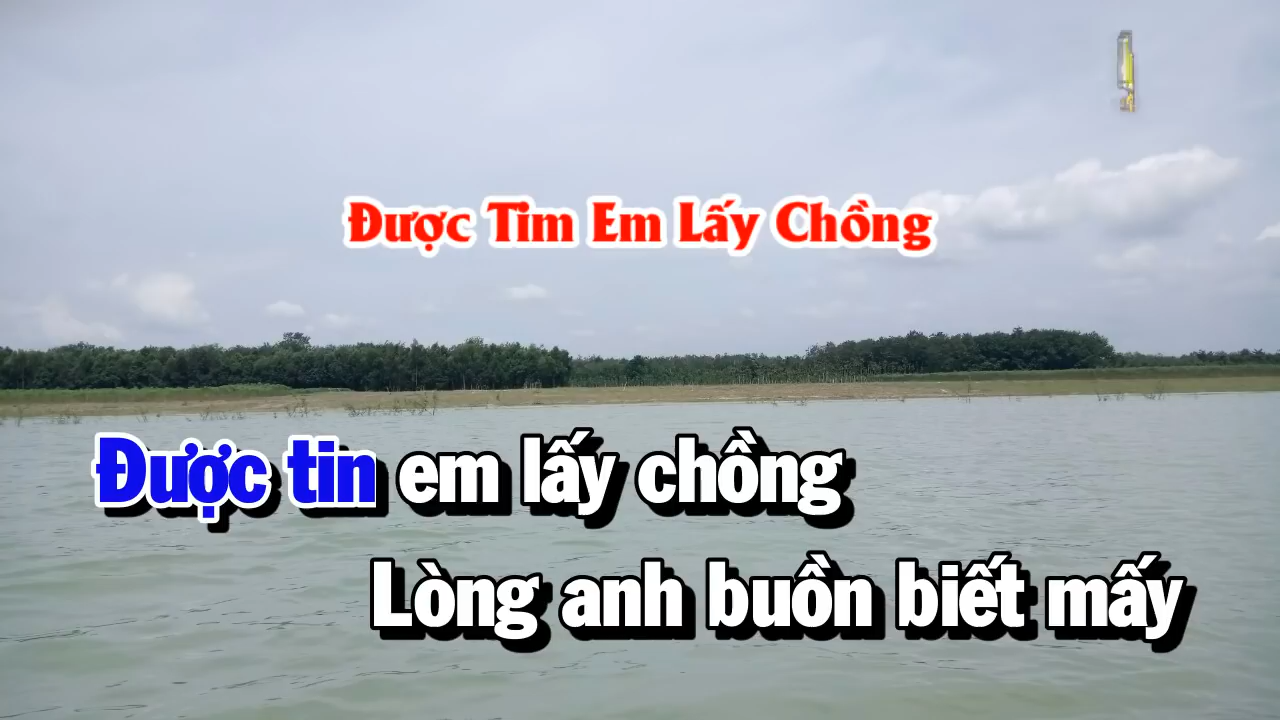 Được Tim Em Lấy Chồng
Được tin em lấy chồng
Lòng anh buồn biết mấy